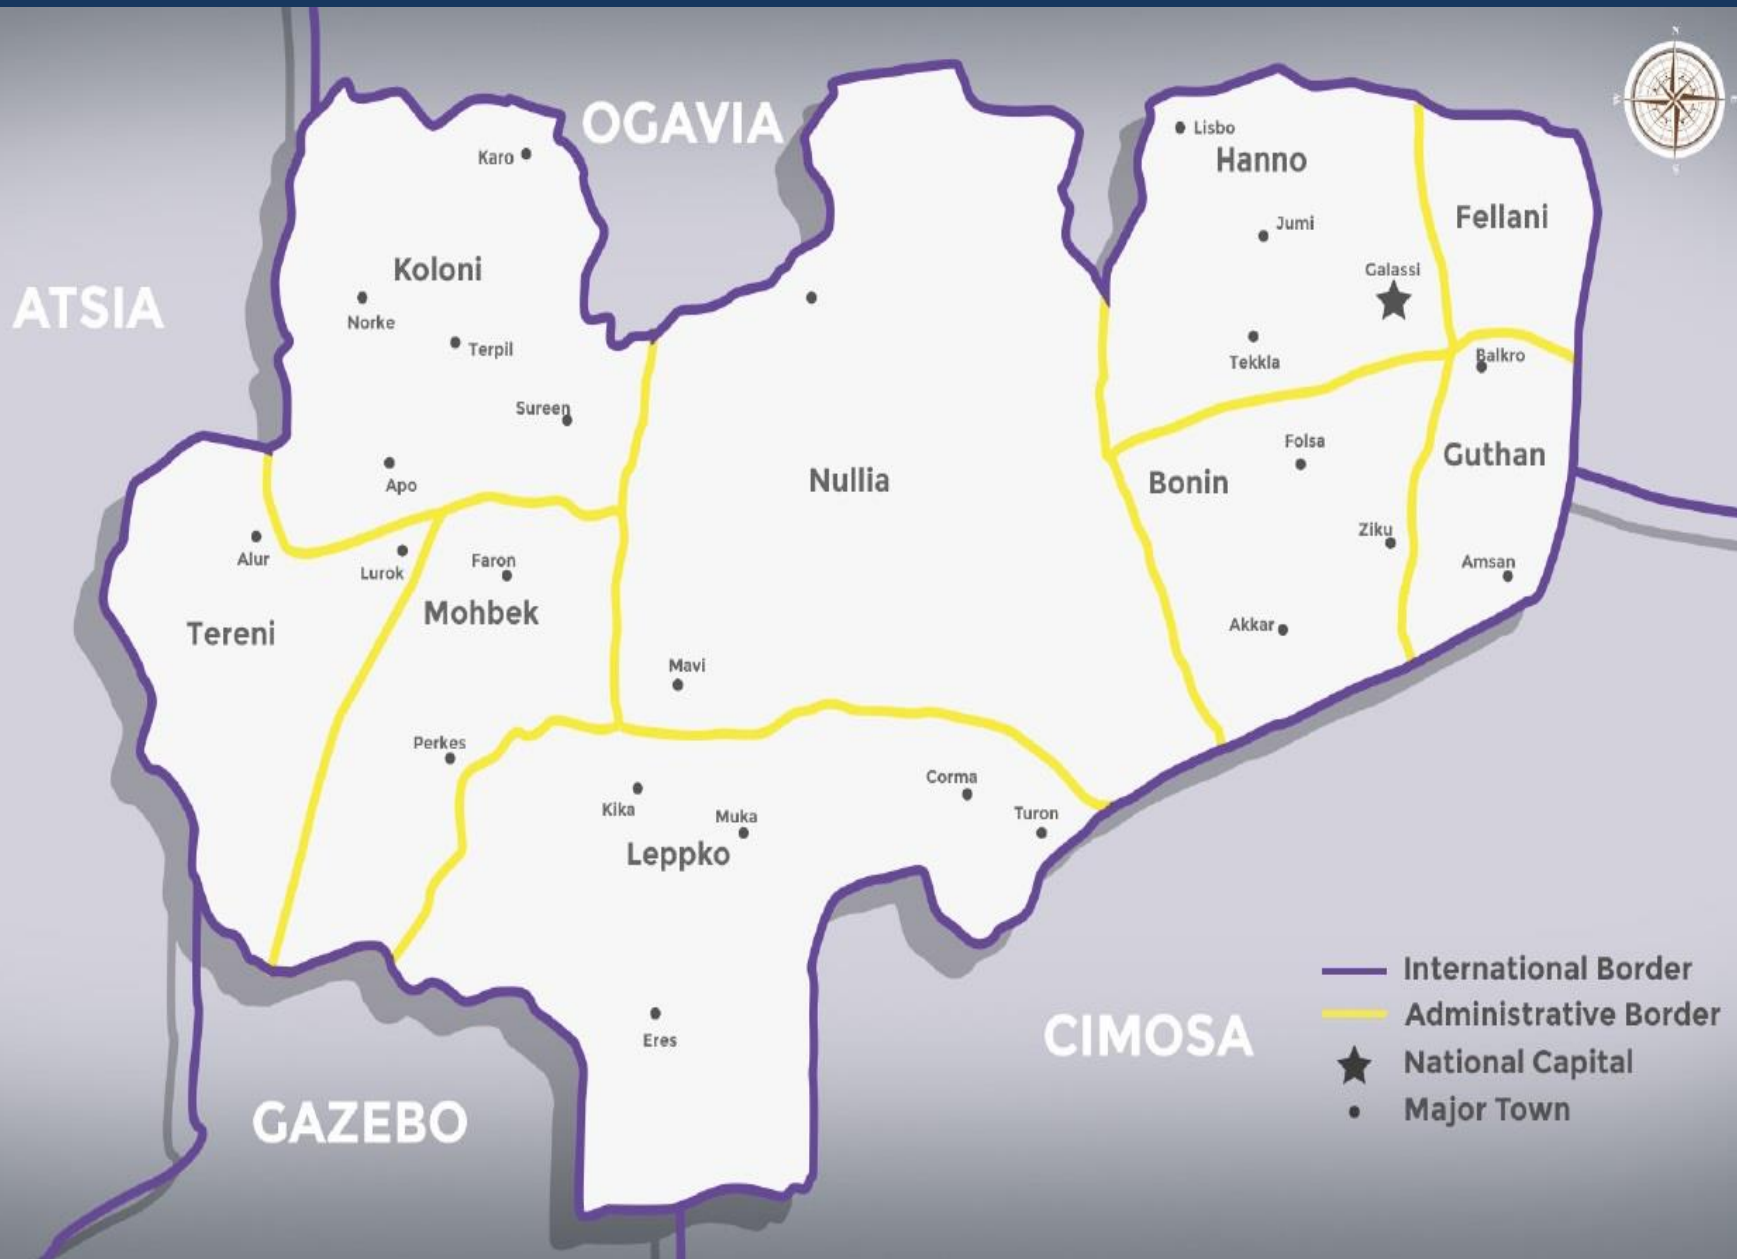 N
W
E
S
OGAVIA
Lisbo
Hanno
Karo
Fellani
Jumi
Koloni
Galassi
ATSIA
Norke
Terpil
Tekkla
Balkro
Sureen
Folsa
Guthan
Apo
Nullia
Bonin
Ziku
Alur
Lurok
Faron
Amsan
Mohbek
Tereni
Akkar
Mavi
Perkes
Corma
Kika
Muka
Turon
Leppko
International Border
Administrative Border
CIMOSA
Eres
National Capital
GAZEBO
Major Town